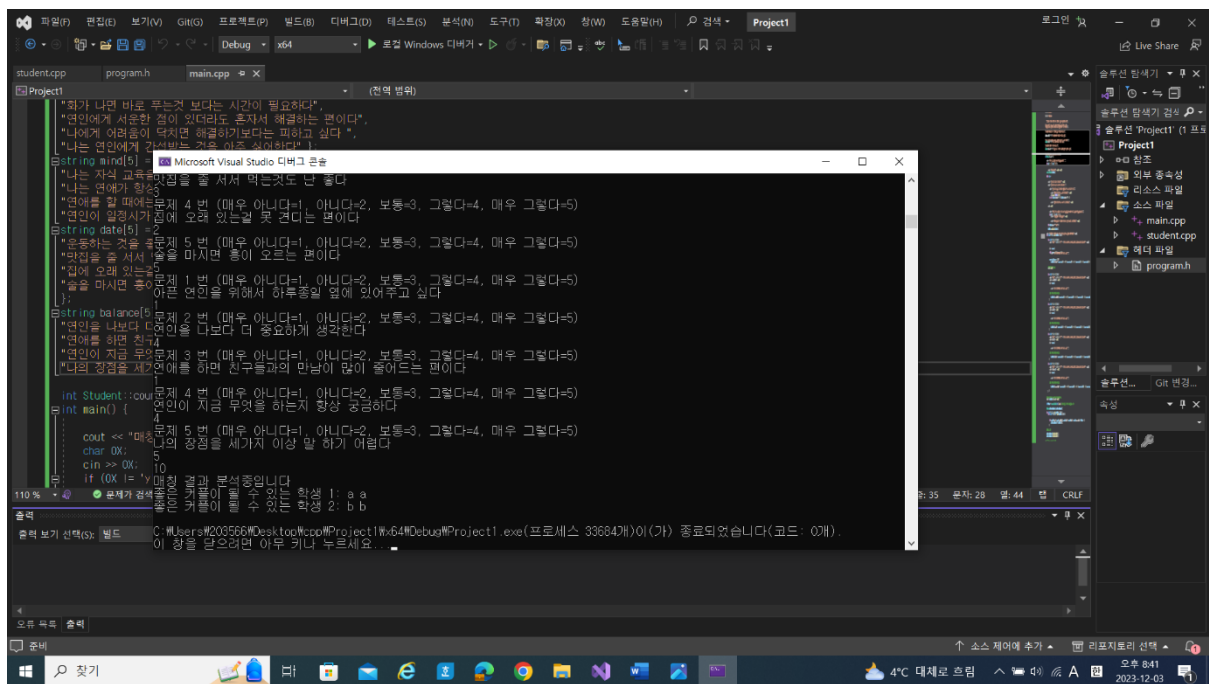 파일(F) 편집(E) 보기(V) Git(G) 프로젝트(P) 빌드(B) 디버그(D) 테스트(S) 분석(N) 도구(T) 확장(X) 창(W) 도움말(H) 검색 Project1 로그인
Debug x64 로컬 Windows 디버거 Live Share
student.cpp program.h main.cpp
Project1 (전역 범위)
"화가 나면 바로 푸는것 보다는 시간이 필요하다",
"연인에게 서운한 점이 있더라도 혼자서 해결하는 편이다",
"나에게 어려움이 닥치면 해결하기보다는 피하고 싶다 ",
"나는 연인에게 간섭받는 것을 아주 싫어한다" };
string mind[5] =
"나는 자식 교육을
"나는 연애가 항상
"연애를 할 때에는
"연인이 일정시가
string date[5] =
"운동하는 것을 즐
"맛집을 줄 서서
"집에 오래 있는걸
"술을 마시면 흥이
};
string balance[5
"연인을 나보다 더
"연애를 하면 친구
"연인이 지금 무엇
"나의 장점을 세가
int Student::cour
int main() {
cout << "매칭
char OX;
cin >> OX;
if (OX != 'y
110 % 문제가 검색 줄: 35 문자: 28 열: 44 탭 CRLF
Microsoft Visual Studio 디버그 콘솔
맛집을 줄 서서 먹는것도 난 좋다
3
문제 4 번 (매우 아니다=1, 아니다=2, 보통=3, 그렇다=4, 매우 그렇다=5)
집에 오래 있는걸 못 견디는 편이다
2
문제 5 번 (매우 아니다=1, 아니다=2, 보통=3, 그렇다=4, 매우 그렇다=5)
술을 마시면 흥이 오르는 편이다
5
문제 1 번 (매우 아니다=1, 아니다=2, 보통=3, 그렇다=4, 매우 그렇다=5)
아픈 연인을 위해서 하루종일 옆에 있어주고 싶다
1
문제 2 번 (매우 아니다=1, 아니다=2, 보통=3, 그렇다=4, 매우 그렇다=5)
연인을 나보다 더 중요하게 생각한다
4
문제 3 번 (매우 아니다=1, 아니다=2, 보통=3, 그렇다=4, 매우 그렇다=5)
연애를 하면 친구들과의 만남이 많이 줄어드는 편이다
1
문제 4 번 (매우 아니다=1, 아니다=2, 보통=3, 그렇다=4, 매우 그렇다=5)
연인이 지금 무엇을 하는지 항상 궁금하다
4
문제 5 번 (매우 아니다=1, 아니다=2, 보통=3, 그렇다=4, 매우 그렇다=5)
나의 장점을 세가지 이상 말 하기 어렵다
5
10
매칭 결과 분석중입니다
좋은 커플이 될 수 있는 학생 1: a a
좋은 커플이 될 수 있는 학생 2: b b
C:₩Users₩203566₩Desktop₩cpp₩Project1₩x64₩Debug₩Project1.exe(프로세스 33684개)이(가) 종료되었습니다(코드: 0개).
이 창을 닫으려면 아무 키나 누르세요...
솔루션 탐색기
솔루션 탐색기 검색
솔루션 'Project1' (1 프로
Project1
참조
외부 종속성
리소스 파일
소스 파일
main.cpp
student.cpp
헤더 파일
program.h
솔루션... Git 변경...
속성
출력
출력 보기 선택(S): 빌드
오류 목록 출력
준비 소스 제어에 추가 리포지토리 선택
찾기 4°C 대체로 흐림 A 한 오후 8:41
2023-12-03